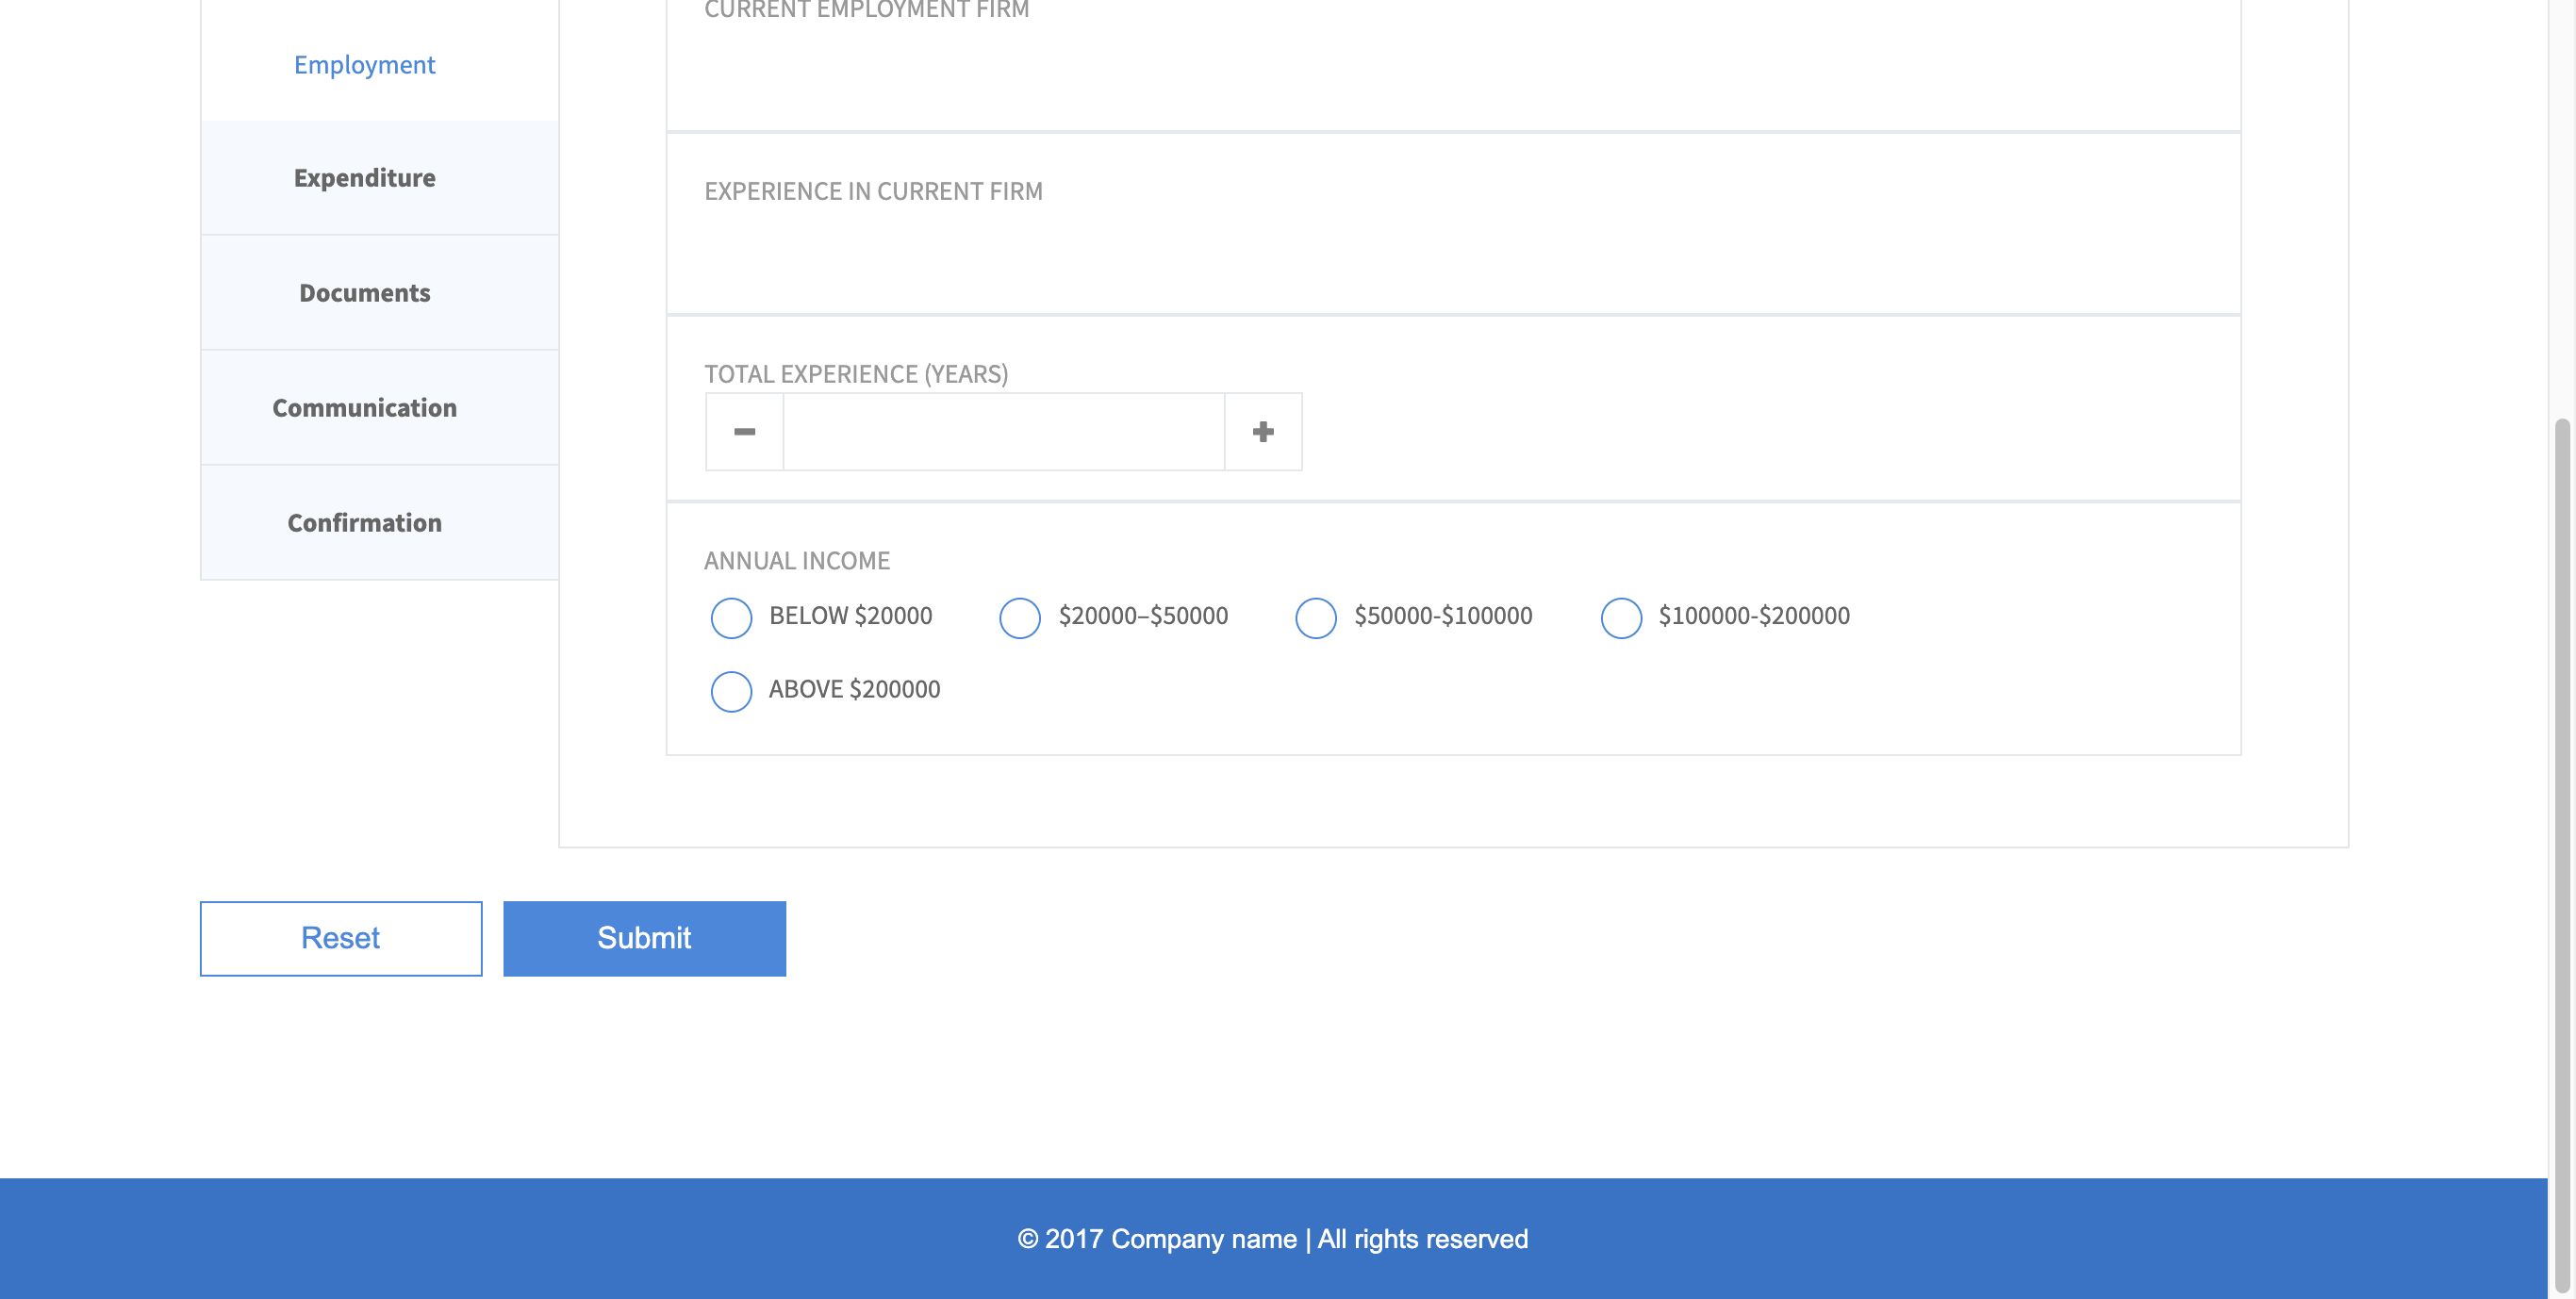 Employment
Expenditure
Documents
Communication
Confirmation
CURRENT EMPLOYMENT FIRM
EXPERIENCE IN CURRENT FIRM
TOTAL EXPERIENCE (YEARS)
ANNUAL INCOME
BELOW $20000 $20000–$50000 $50000-$100000 $100000-$200000
ABOVE $200000
Reset Submit
© 2017 Company name | All rights reserved